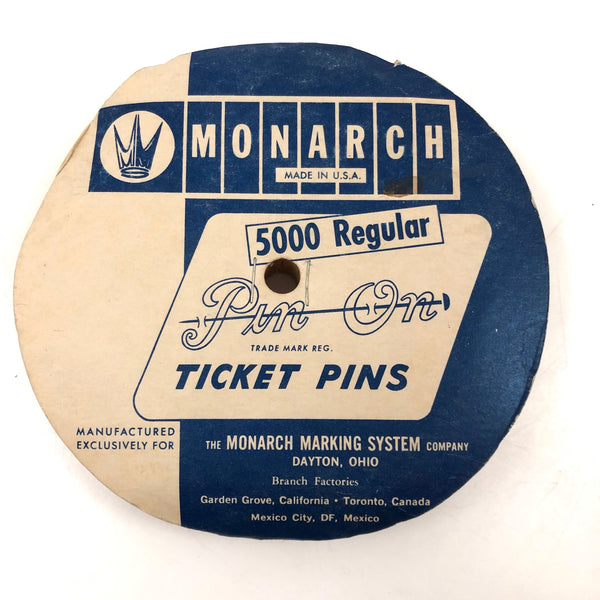 MONARCH
MADE IN U.S.A.
5000 Regular
Pin On
TRADE MARK REG.
TICKET PINS
MANUFACTURED
EXCLUSIVELY FOR
THE MONARCH MARKING SYSTEM COMPANY
DAYTON, OHIO
Branch Factories
Garden Grove, California • Toronto, Canada
Mexico City, DF, Mexico